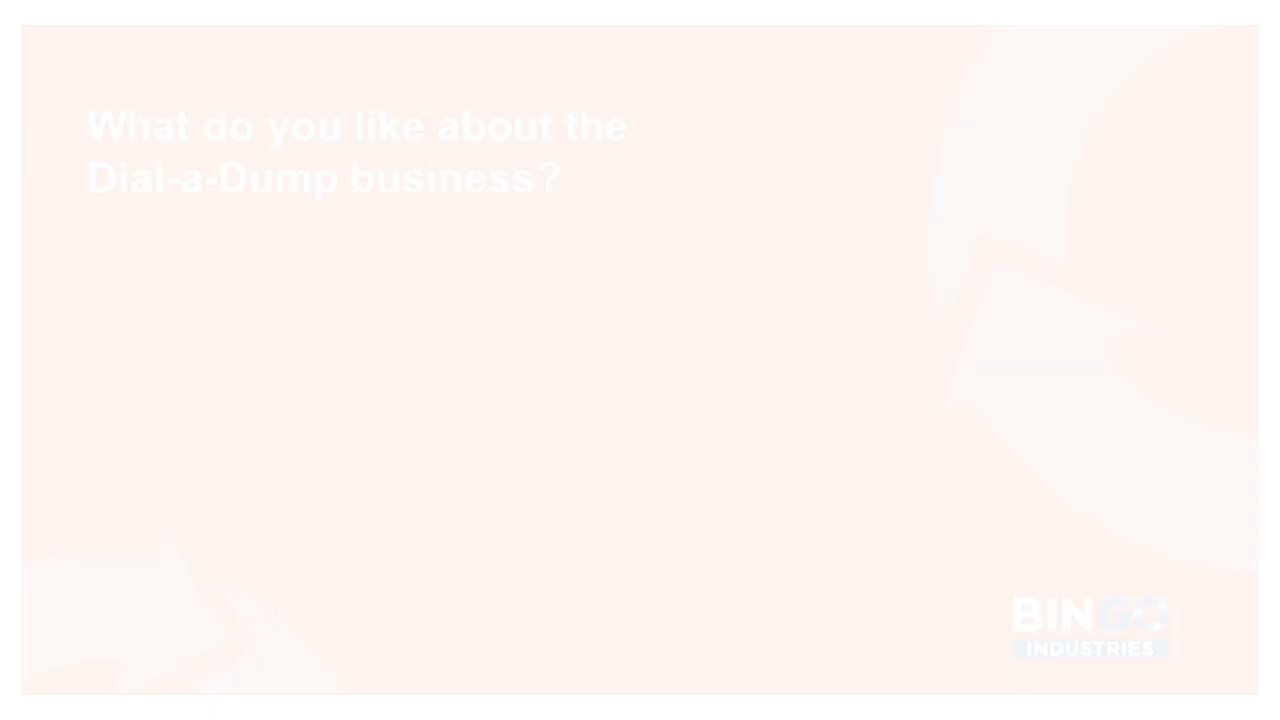 What do you like about the
Dial-a-Dump business?
BINGO
INDUSTRIES